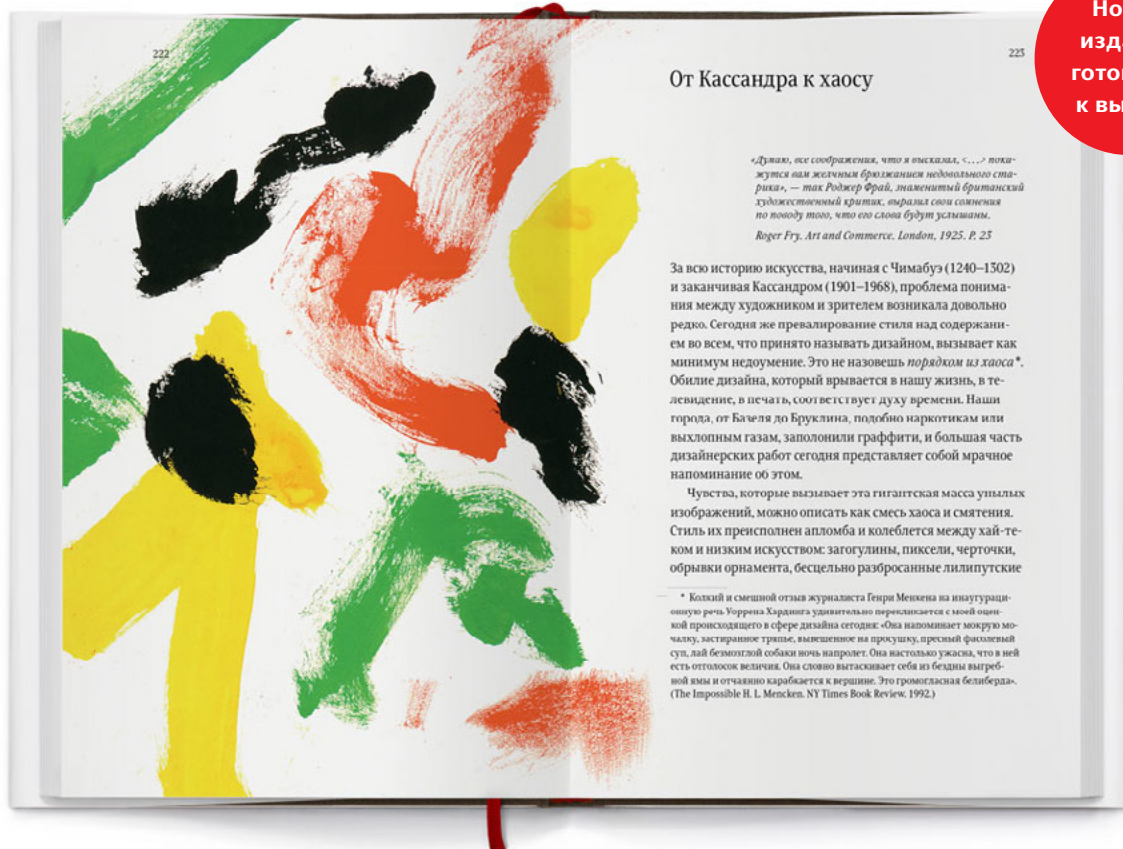 222
223
От Кассандра к хаосу
«Думаю, все соображения, что я высказал, <…> пока-
жутся вам желчным брюзжанием недовольного ста-
рика», — так Роджер Фрай, знаменитый британский
художественный критик, выразил свои сомнения
по поводу того, что его слова будут услышаны.
Roger Fry. Art and Commerce. London, 1925. P. 23
За всю историю искусства, начиная с Чимабуэ (1240–1302)
и заканчивая Кассандром (1901–1968), проблема понима-
ния между художником и зрителем возникала довольно
редко. Сегодня же превалирование стиля над содержани-
ем во всем, что принято называть дизайном, вызывает как
минимум недоумение. Это не назовешь порядком из хаоса*.
Обилие дизайна, который врывается в нашу жизнь, в те-
левидение, в печать, соответствует духу времени. Наши
города, от Базеля до Бруклина, подобно наркотикам или
выхлопным газам, заполонили граффити, и большая часть
дизайнерских работ сегодня представляет собой мрачное
напоминание об этом.
Чувства, которые вызывает эта гигантская масса унылых
изображений, можно описать как смесь хаоса и смятения.
Стиль их преисполнен апломба и колеблется между хай-те-
ком и низким искусством: загогулины, пиксели, черточки,
обрывки орнамента, бесцельно разбросанные лилипутские
* Колкий и смешной отзыв журналиста Генри Менкена на инаугураци-
онную речь Уоррена Хардинга удивительно перекликается с моей оцен-
кой происходящего в сфере дизайна сегодня: «Она напоминает мокрую мо-
чалку, застиранное тряпье, вывешенное на просушку, пресный фасолевый
суп, лай безмозглой собаки ночь напролет. Она настолько ужасна, что в ней
есть отголосок величия. Она словно вытаскивает себя из бездны выгреб-
ной ямы и отчаянно карабкается к вершине. Это громогласная белиберда».
(The Impossible H. L. Mencken. NY Times Book Review. 1992.)
Но
изда
гото
к вы